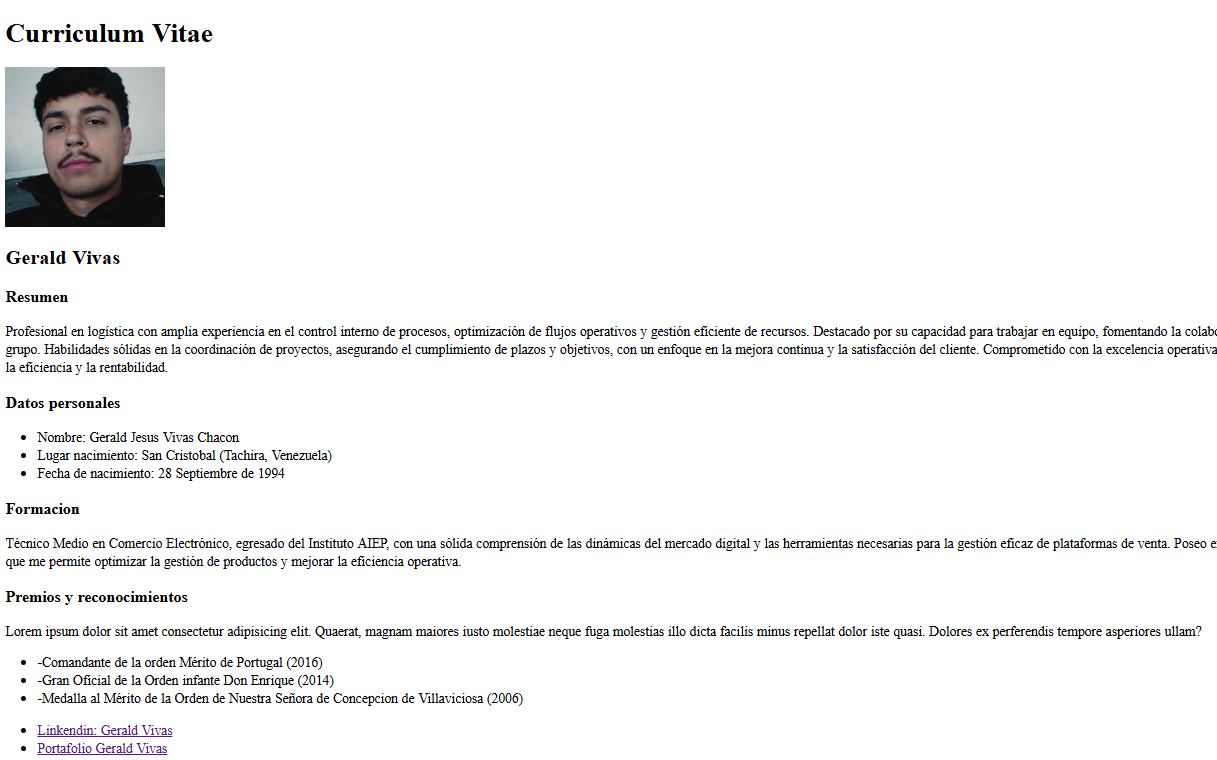 Curriculum Vitae
Gerald Vivas
Resumen
Profesional en logística con amplia experiencia en el control interno de procesos, optimización de flujos operativos y gestión eficiente de recursos. Destacado por su capacidad para trabajar en equipo, fomentando la
grupo. Habilidades sólidas en la coordinación de proyectos, asegurando el cumplimiento de plazos y objetivos, con un enfoque en la mejora continua y la satisfacción del cliente. Comprometido con la excelencia operativa
la eficiencia y la rentabilidad.
Datos personales
Nombre: Gerald Jesus Vivas Chacon
Lugar nacimiento: San Cristobal (Tachira, Venezuela)
Fecha de nacimiento: 28 Septiembre de 1994
Formacion
Técnico Medio en Comercio Electrónico, egresado del Instituto AIEP, con una sólida comprensión de las dinámicas del mercado digital y las herramientas necesarias para la gestión eficaz de plataformas de venta. Poseo
que me permite optimizar la gestión de productos y mejorar la eficiencia operativa.
Premios y reconocimientos
Lorem ipsum dolor sit amet consectetur adipisicing elit. Quaerat, magnam maiores iusto molestiae neque fuga molestias illo dicta facilis minus repellat dolor iste quasi. Dolores ex perferendis tempore asperiores ullam?
-Comandante de la orden Mérito de Portugal (2016)
-Gran Oficial de la Orden infante Don Enrique (2014)
-Medalla al Mérito de la Orden de Nuestra Señora de Concepcion de Villaviciosa (2006)
Linkendin: Gerald Vivas
Portafolio Gerald Vivas